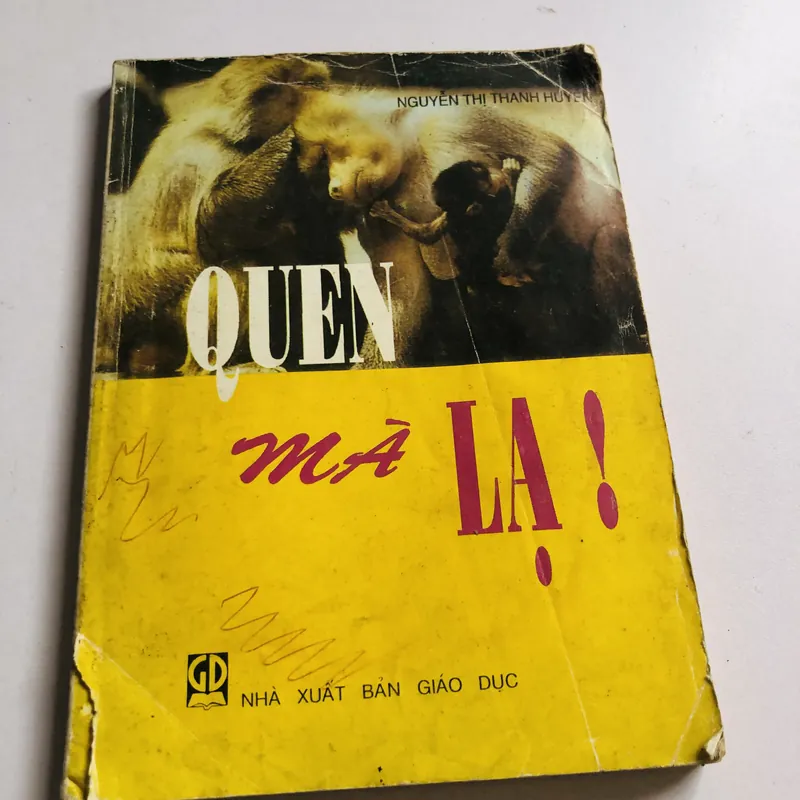 NGUYỄN THỊ THANH HUYỀN
QUEN
MÀ LẠ!
GD
NHÀ XUẤT BẢN GIÁO DỤC